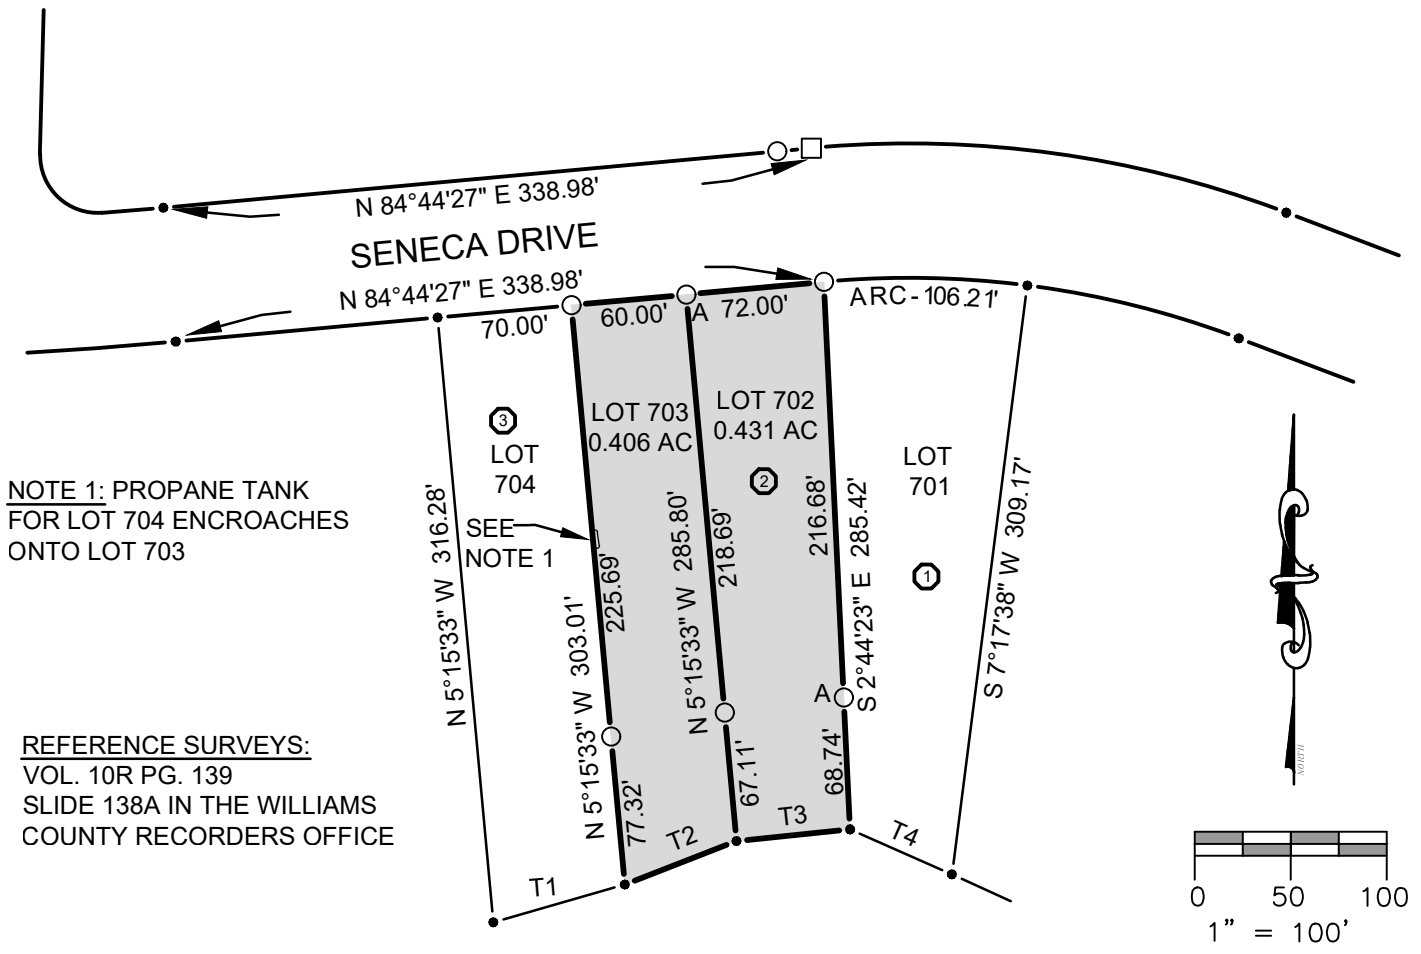 N 84°44'27" E 338.98'
SENECA DRIVE
N 84°44'27" E 338.98'
70.00'
60.00'
A
72.00'
ARC-106.21'
3
LOT
704
LOT 703
0.406 AC
LOT 702
0.431 AC
2
LOT
701
1
NOTE 1: PROPANE TANK
FOR LOT 704 ENCROACHES
ONTO LOT 703
SEE
NOTE 1
N 5°15'33" W 316.28'
N 5°15'33" W 303.01'
225.69'
77.32'
N 5°15'33" W 285.80'
218.69'
67.11'
216.68'
68.74'
A
S 2°44'23" E 285.42'
S 7°17'38" W 309.17'
REFERENCE SURVEYS:
VOL. 10R PG. 139
SLIDE 138A IN THE WILLIAMS
COUNTY RECORDERS OFFICE
T1
T2
T3
T4
NORTH
0 50 100
1" = 100'